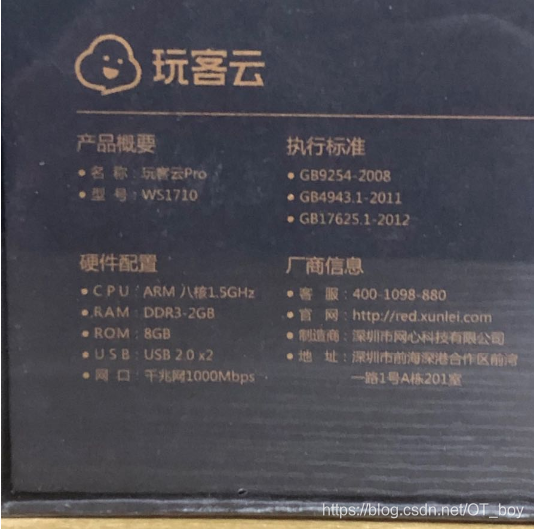 玩客云
产品概要
• 名 称：玩客云Pro
• 型 号：WS1710
执行标准
• GB9254-2008
• GB4943.1-2011
• GB17625.1-2012
硬件配置
• C P U：ARM 八核1.5GHz
• RAM：DDR3-2GB
• ROM：8GB
• U S B：USB 2.0 x2
• 网 口：千兆网1000Mbps
厂商信息
• 客 服：400-1098-880
• 官 网：http://red.xunlei.com
• 制造商：深圳市网心科技有限公司
• 地 址：深圳市前海深港合作区前湾
一路1号A栋201室
https://blog.csdn.net/OT_boy